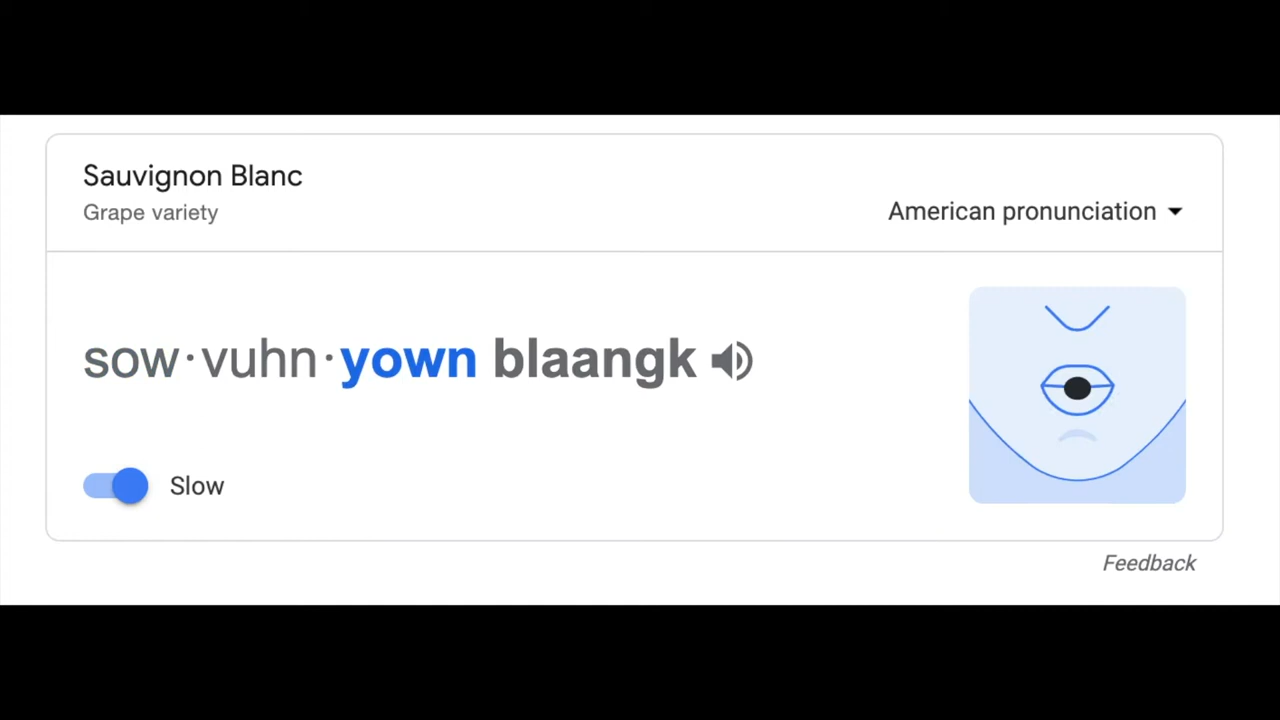 Sauvignon Blanc
Grape variety
American pronunciation
sow·vuhn·yown blaangk
Slow
Feedback